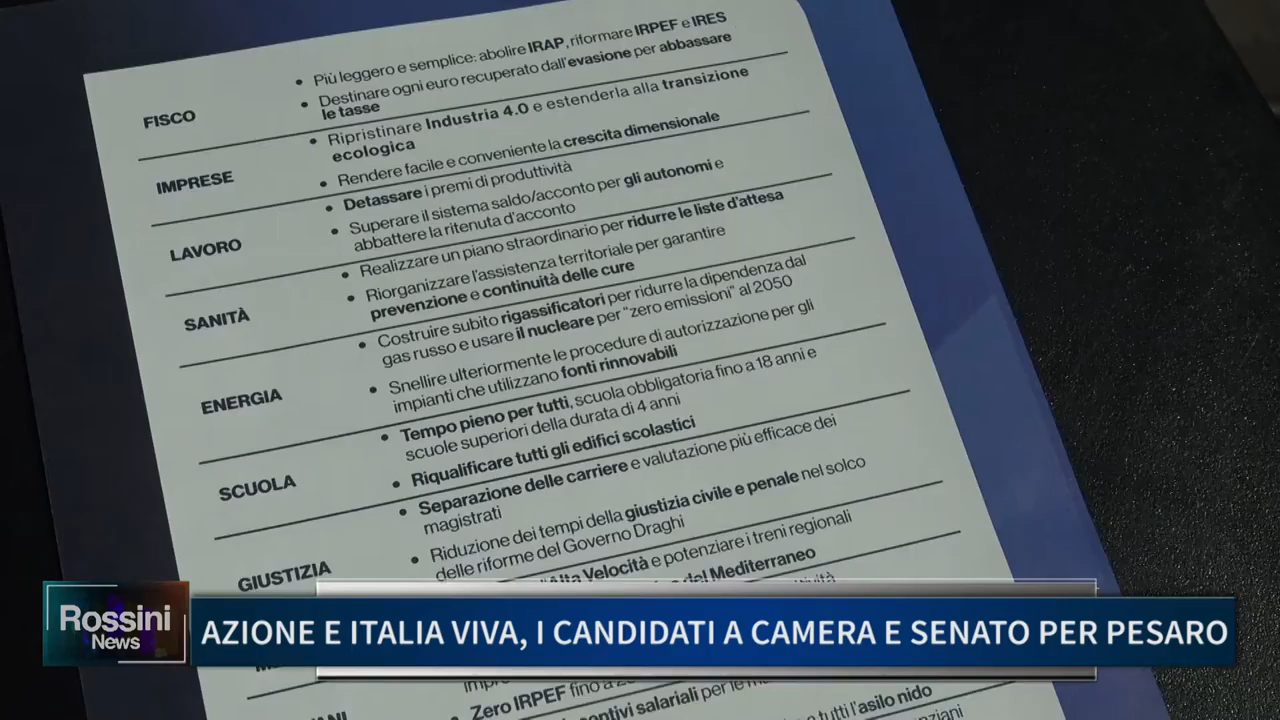 FISCO
• Più leggero e semplice: abolire IRAP, riformare IRPEF e IRES
• Destinare ogni euro recuperato dall'evasione per abbassare
le tasse
IMPRESE
• Ripristinare Industria 4.0 e estenderla alla transizione
ecologica
• Rendere facile e conveniente la crescita dimensionale
LAVORO
• Detassare i premi di produttività
• Superare il sistema saldo/acconto per gli autonomi e
abbattere la ritenuta d'acconto
SANITÀ
• Realizzare un piano straordinario per ridurre le liste d'attesa
• Riorganizzare l'assistenza territoriale per garantire
prevenzione e continuità delle cure
ENERGIA
• Costruire subito rigassificatori per ridurre la dipendenza dal
gas russo e usare il nucleare per "zero emissioni" al 2050
• Snellire ulteriormente le procedure di autorizzazione per gli
impianti che utilizzano fonti rinnovabili
SCUOLA
• Tempo pieno per tutti, scuola obbligatoria fino a 18 anni e
scuole superiori della durata di 4 anni
• Riqualificare tutti gli edifici scolastici
GIUSTIZIA
• Separazione delle carriere e valutazione più efficace dei
magistrati
• Riduzione dei tempi della giustizia civile e penale nel solco
delle riforme del Governo Draghi
Alta Velocità e potenziare i treni regionali
del Mediterraneo
Rossini
News
AZIONE E ITALIA VIVA, I CANDIDATI A CAMERA E SENATO PER PESARO
• Zero IRPEF fino a
salariali per le
tutti l'asilo nido